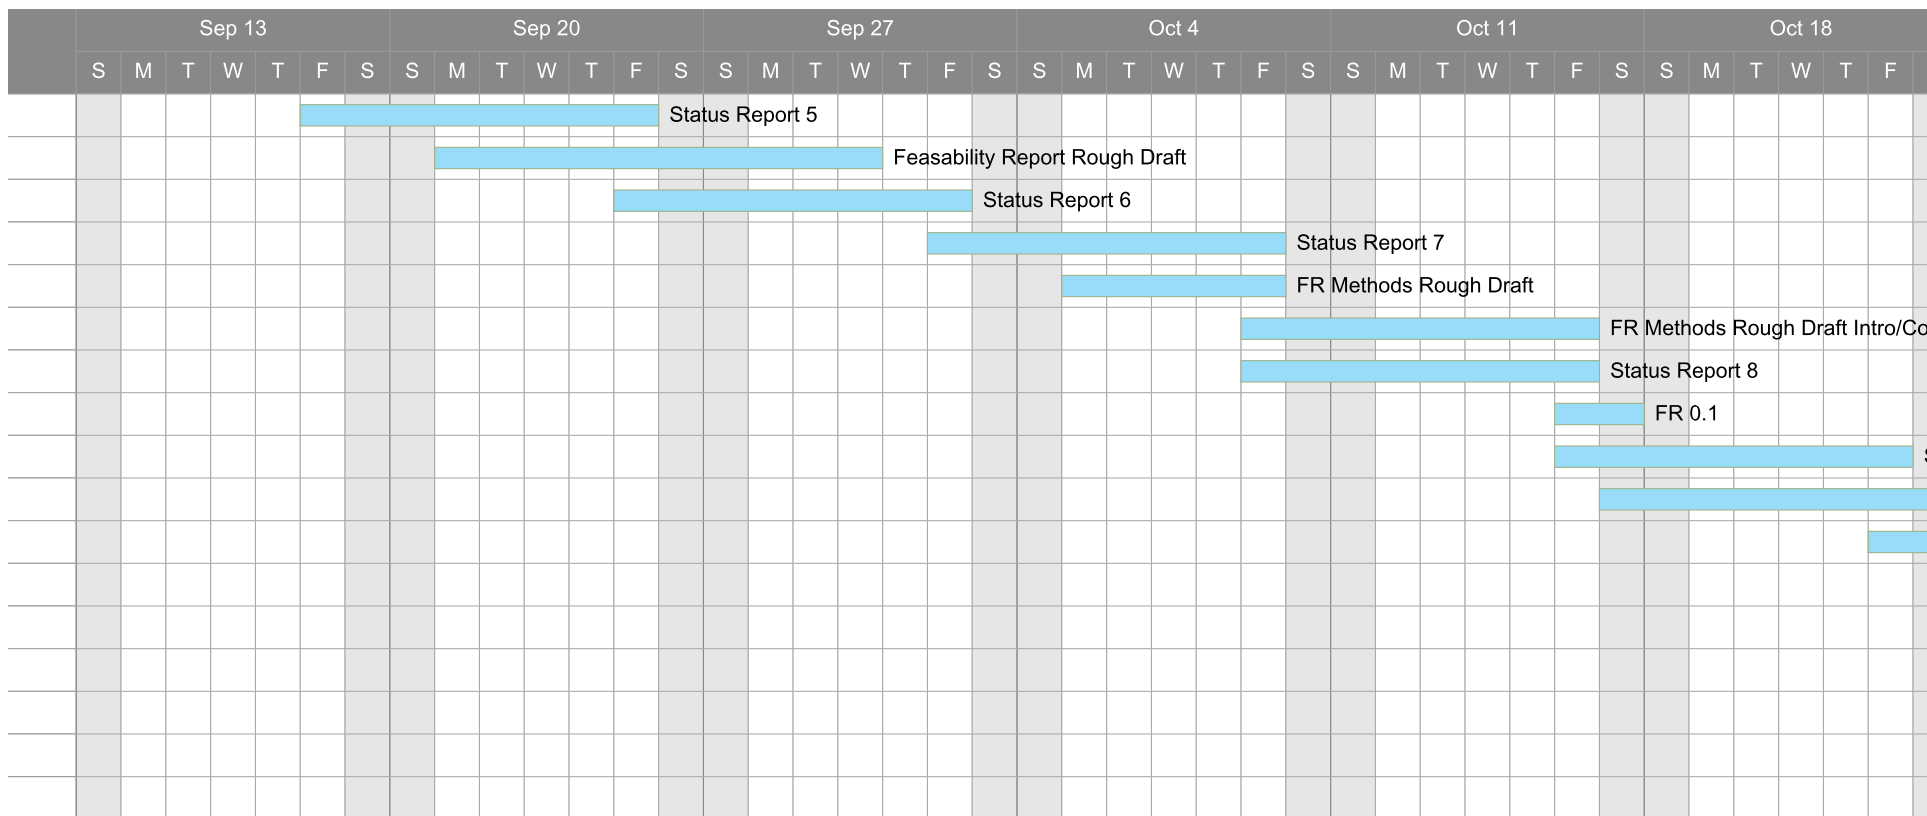 Sep 13 Sep 20 Sep 27 Oct 4 Oct 11 Oct 18
S M T W T F S S M T W T F S S M T W T F S S M T W T F S S M T W T F S S M T W T F
Status Report 5
Feasability Report Rough Draft
Status Report 6
Status Report 7
FR Methods Rough Draft
FR Methods Rough Draft Intro/Co
Status Report 8
FR 0.1